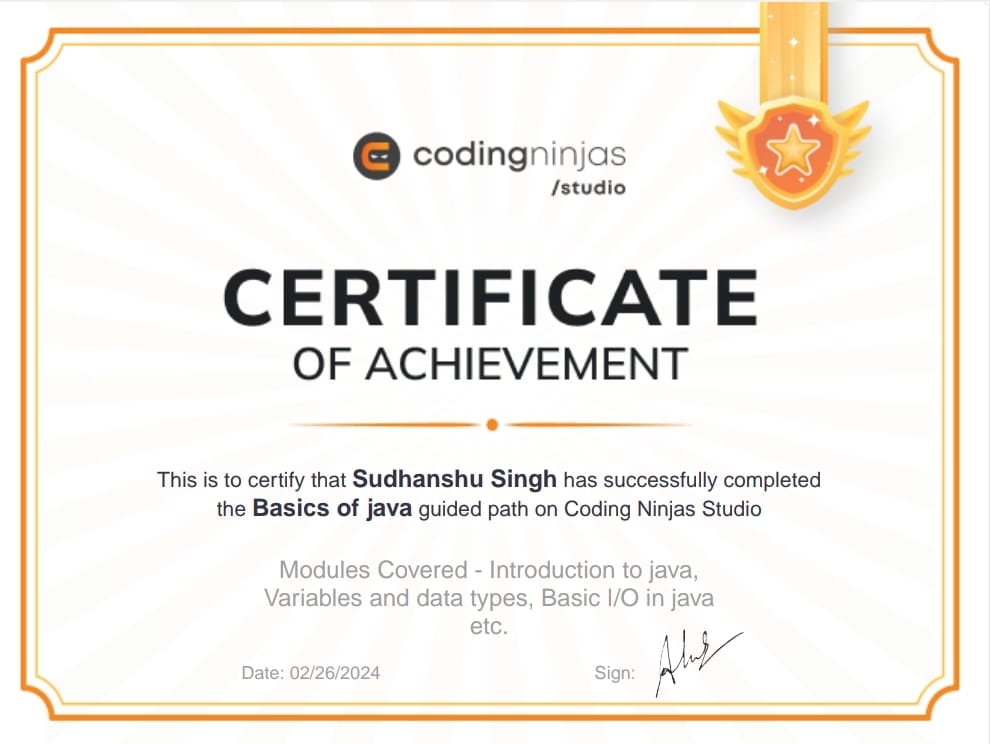 codingninjas
/studio
CERTIFICATE
OF ACHIEVEMENT
This is to certify that Sudhanshu Singh has successfully completed
the Basics of java guided path on Coding Ninjas Studio
Modules Covered - Introduction to java,
Variables and data types, Basic I/O in java
etc.
Date: 02/26/2024 Sign: